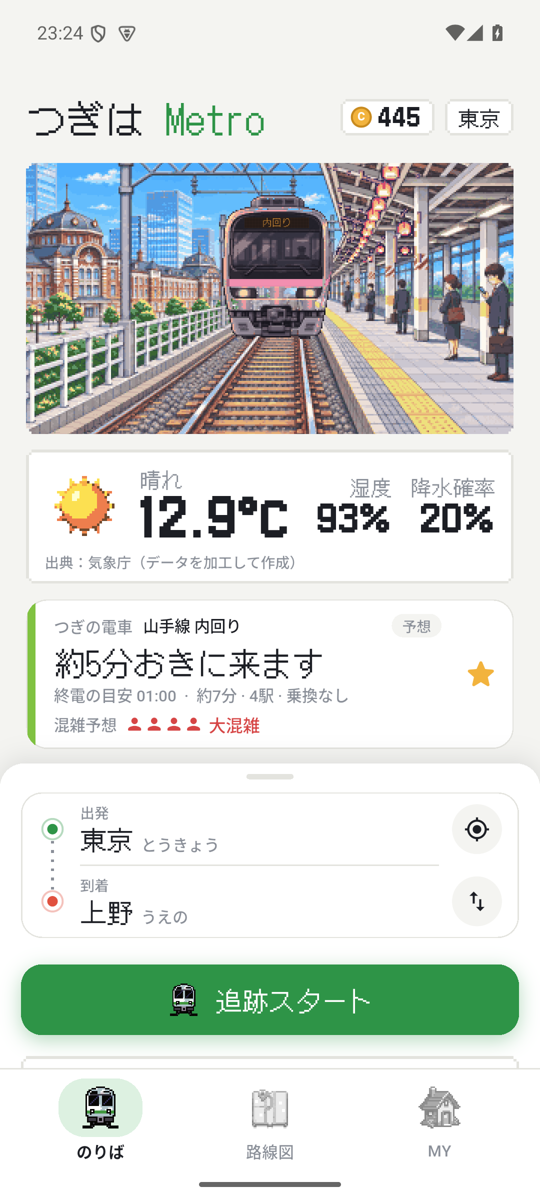 23:24
つぎは Metro
C 445
東京
内回り
晴れ
12.9°C
湿度
93%
降水確率
20%
出典：気象庁（データを加工して作成）
つぎの電車 山手線 内回り
予想
約5分おきに来ます
終電の目安 01:00 · 約7分 · 4駅 · 乗換なし
混雑予想 大混雑
出発
東京 とうきょう
到着
上野 うえの
追跡スタート
のりば
路線図
MY